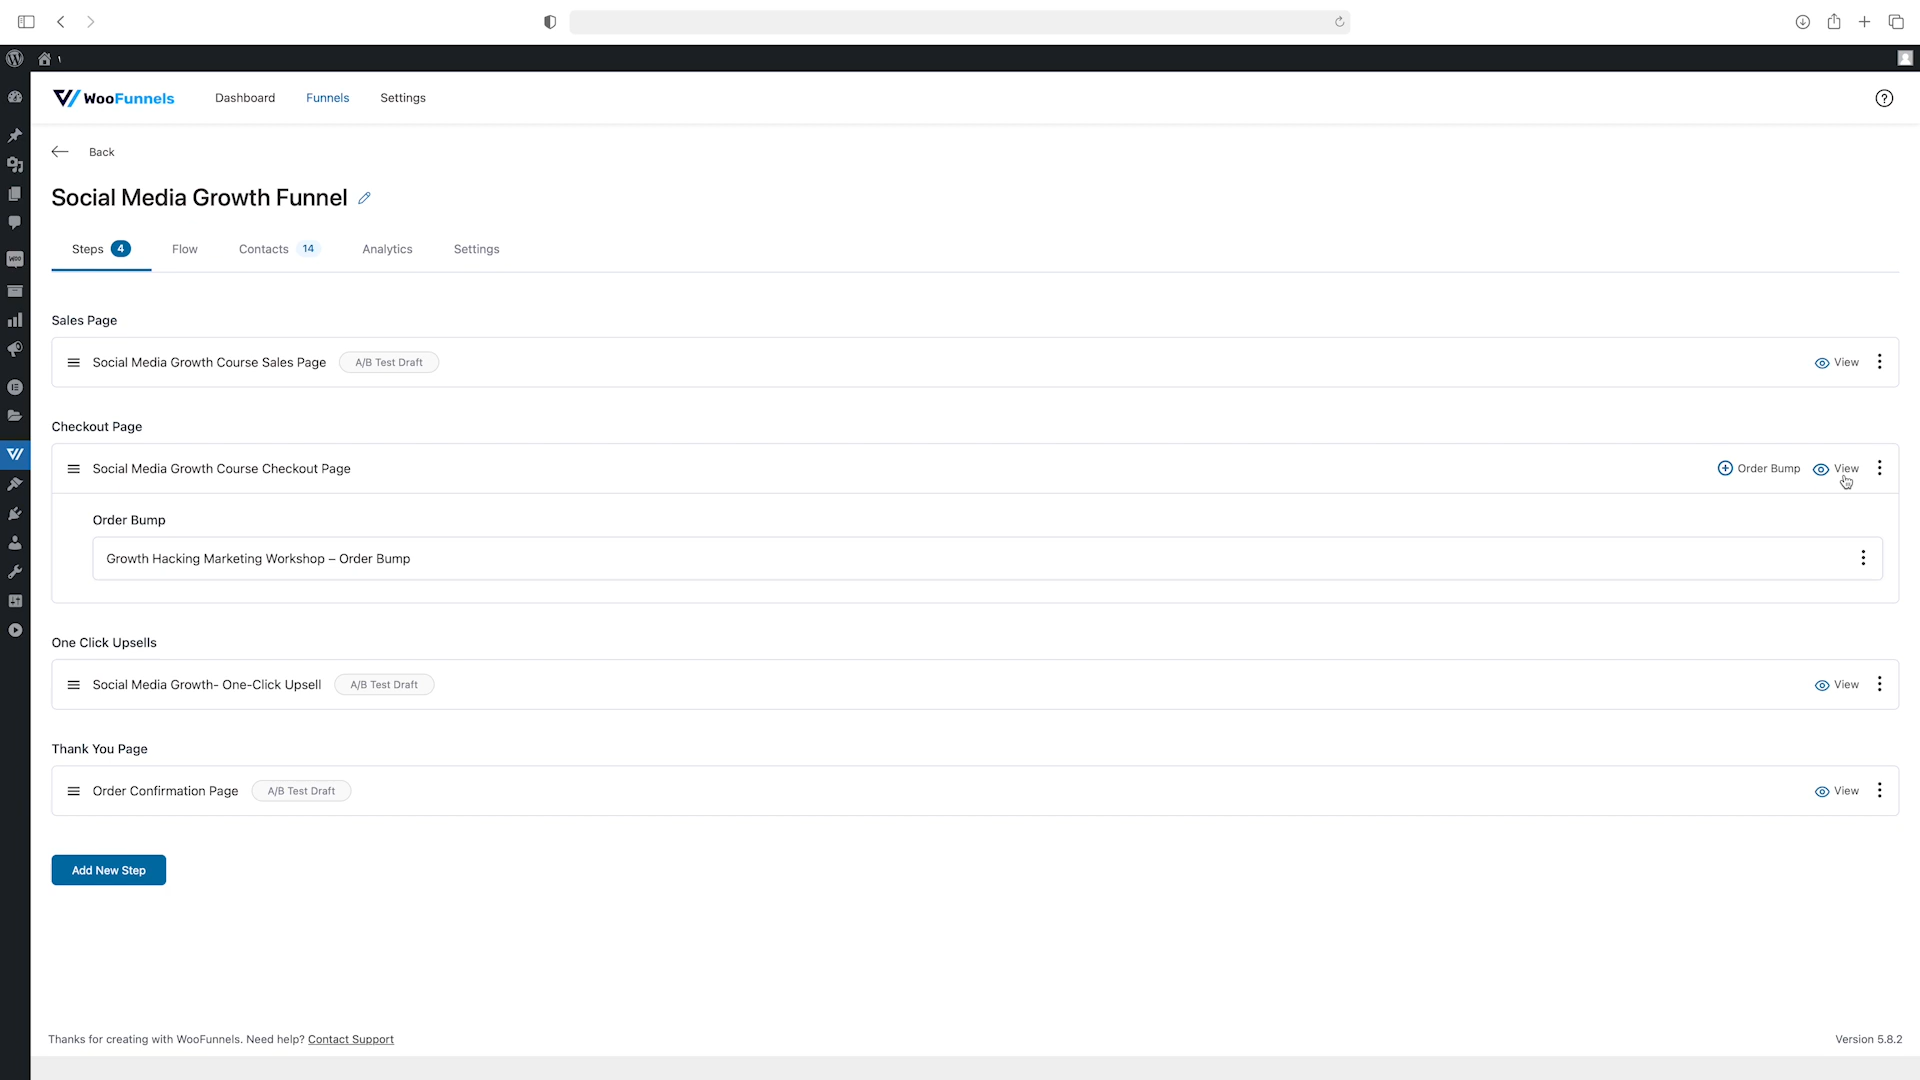 WooFunnels Dashboard Funnels Settings
Back
Social Media Growth Funnel
Steps 4 Flow Contacts 14 Analytics Settings
Sales Page
Social Media Growth Course Sales Page A/B Test Draft View
Checkout Page
Social Media Growth Course Checkout Page Order Bump View
Order Bump
Growth Hacking Marketing Workshop – Order Bump
One Click Upsells
Social Media Growth- One-Click Upsell A/B Test Draft View
Thank You Page
Order Confirmation Page A/B Test Draft View
Add New Step
Thanks for creating with WooFunnels. Need help? Contact Support Version 5.8.2